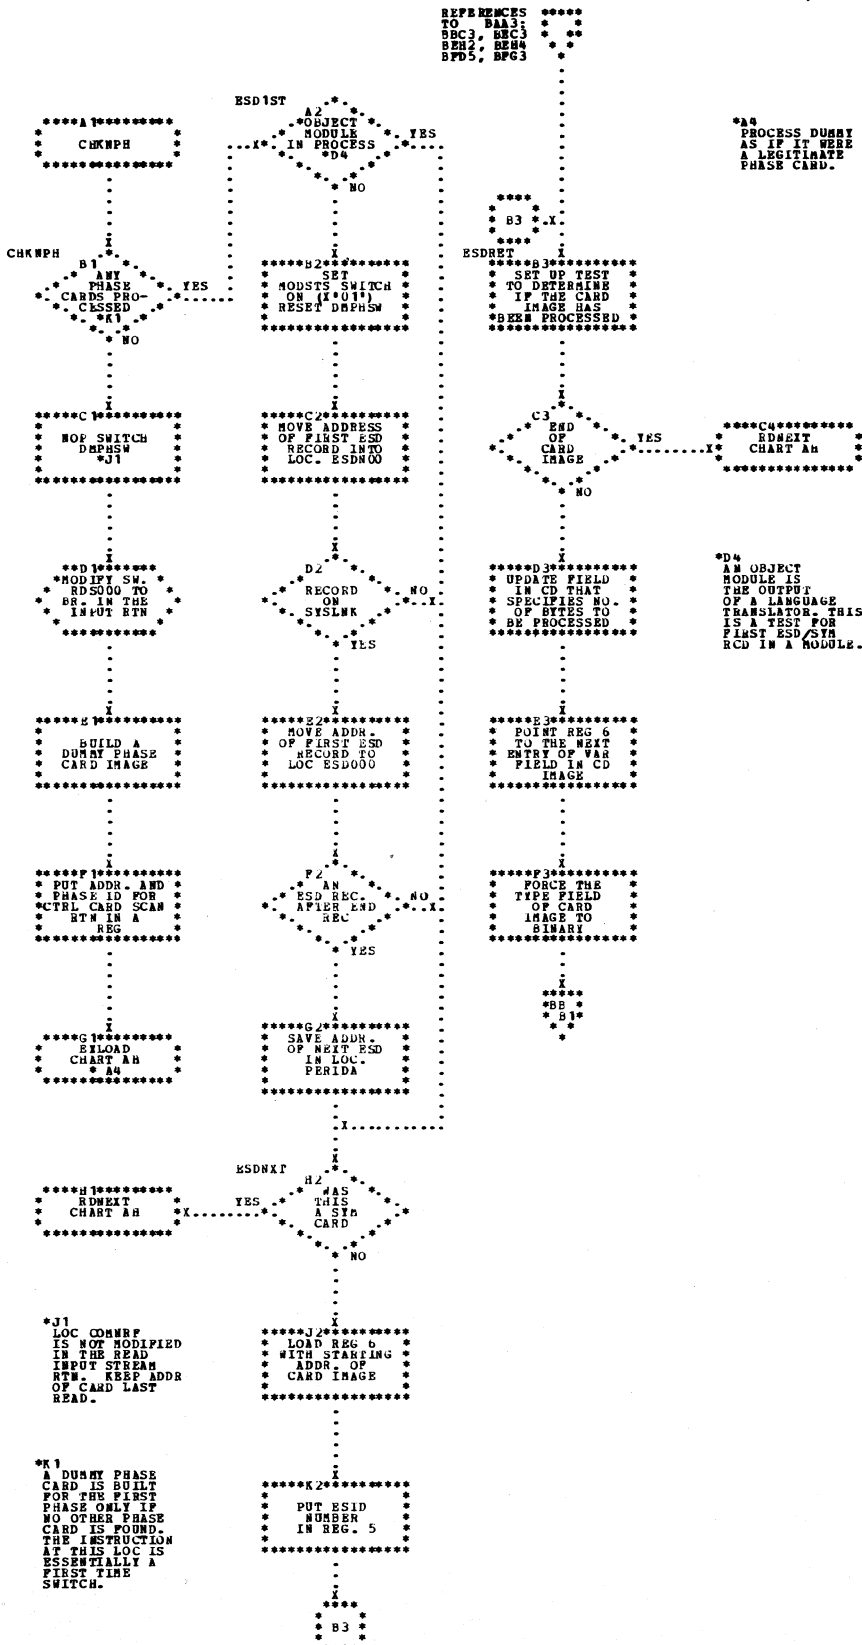 REFERENCES
TO BAA3:
BBC3, BEC3
BEH2, BEH4
BFD5, BFG3
ESD1ST
A1
CHKNPH
A2
OBJECT
MODULE
IN PROCESS
*D4
YES
NO
*A4
PROCESS DUMMY
AS IF IT WERE
A LEGITIMATE
PHASE CARD.
B3
CHKNPH
B1
ANY
PHASE
CARDS PRO-
CESSED
*K1
YES
NO
B2
SET
MODSTS SWITCH
ON (X'01')
RESET DMPHSW
ESDRET
B3
SET UP TEST
TO DETERMINE
IF THE CARD
IMAGE HAS
BEEN PROCESSED
C1
NOP SWITCH
DMPHSW
*J1
C2
MOVE ADDRESS
OF FIRST ESD
RECORD INTO
LOC. ESDN00
C3
END
OF
CARD
IMAGE
YES
NO
C4
RDNEXT
CHART AH
D1
MODIFY SW.
RDS000 TO
BR. IN THE
INPUT RTN
D2
RECORD
ON
SYSLNK
NO
YES
D3
UPDATE FIELD
IN CD THAT
SPECIFIES NO.
OF BYTES TO
BE PROCESSED
*D4
AN OBJECT
MODULE IS
THE OUTPUT
OF A LANGUAGE
TRANSLATOR. THIS
IS A TEST FOR
FIRST ESD/SYM
RCD IN A MODULE.
E1
BUILD A
DUMMY PHASE
CARD IMAGE
E2
MOVE ADDR.
OF FIRST ESD
RECORD TO
LOC ESD000
E3
POINT REG 6
TO THE NEXT
ENTRY OF VAR
FIELD IN CD
IMAGE
F1
PUT ADDR. AND
PHASE ID FOR
CTRL CARD SCAN
RTN IN A
REG
F2
AN
ESD REC.
AFTER END
REC
NO
YES
F3
FORCE THE
TYPE FIELD
OF CARD
IMAGE TO
BINARY
*BB
B1*
G1
EXLOAD
CHART AH
* A4
G2
SAVE ADDR.
OF NEXT ESD
IN LOC.
PERIDA
ESDNXT
H1
RDNEXT
CHART AH
H2
WAS
THIS
A SYM
CARD
YES
NO
*J1
LOC COMNRF
IS NOT MODIFIED
IN THE READ
INPUT STREAM
RTN. KEEP ADDR
OF CARD LAST
READ.
J2
LOAD REG 6
WITH STARTING
ADDR. OF
CARD IMAGE
*K1
A DUMMY PHASE
CARD IS BUILT
FOR THE FIRST
PHASE ONLY IF
NO OTHER PHASE
CARD IS FOUND.
THE INSTRUCTION
AT THIS LOC IS
ESSENTIALLY A
FIRST TIME
SWITCH.
K2
PUT ESID
NUMBER
IN REG. 5
B3